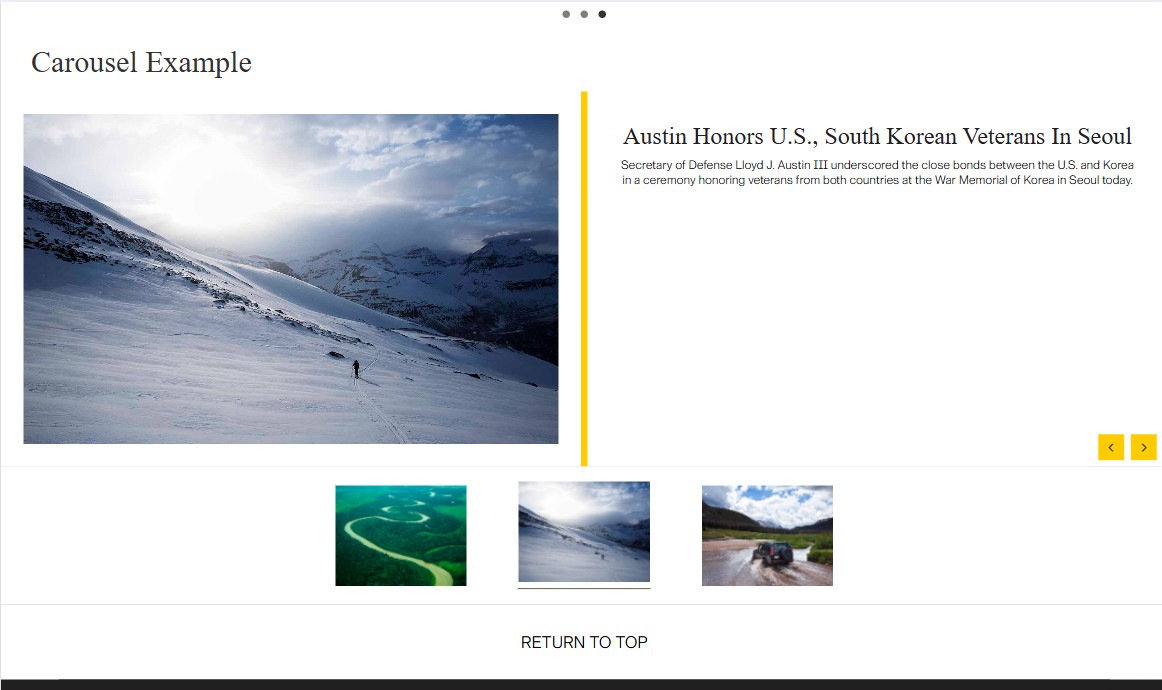 Carousel Example
Austin Honors U.S., South Korean Veterans In Seoul
Secretary of Defense Lloyd J. Austin III underscored the close bonds between the U.S. and Korea
in a ceremony honoring veterans from both countries at the War Memorial of Korea in Seoul today.
RETURN TO TOP